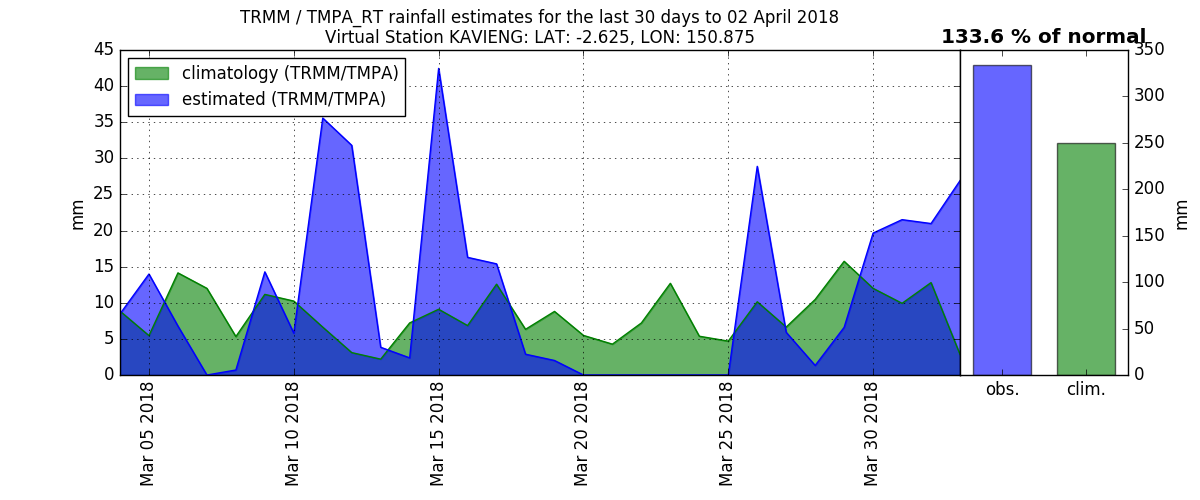 TRMM / TMPA_RT rainfall estimates for the last 30 days to 02 April 2018
Virtual Station KAVIENG: LAT: -2.625, LON: 150.875
133.6 % of normal
climatology (TRMM/TMPA)
estimated (TRMM/TMPA)
mm
45
40
35
30
25
20
15
10
5
0
Mar 05 2018
Mar 10 2018
Mar 15 2018
Mar 20 2018
Mar 25 2018
Mar 30 2018
obs.
clim.
350
300
250
200
150
100
50
0
mm